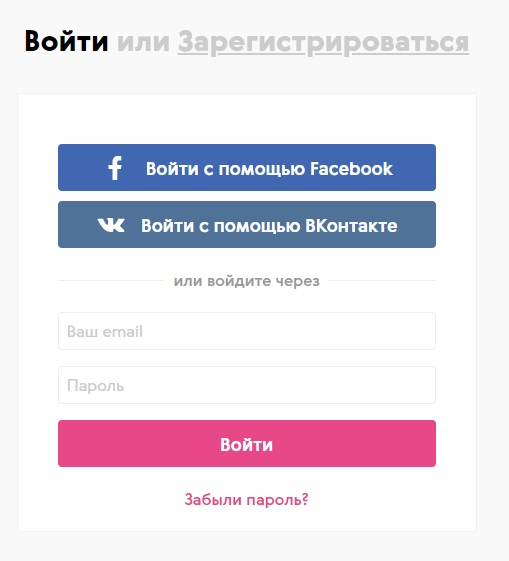 Войти или Зарегистрироваться
Войти с помощью Facebook
Войти с помощью ВКонтакте
или войдите через
Ваш email
Пароль
Войти
Забыли пароль?